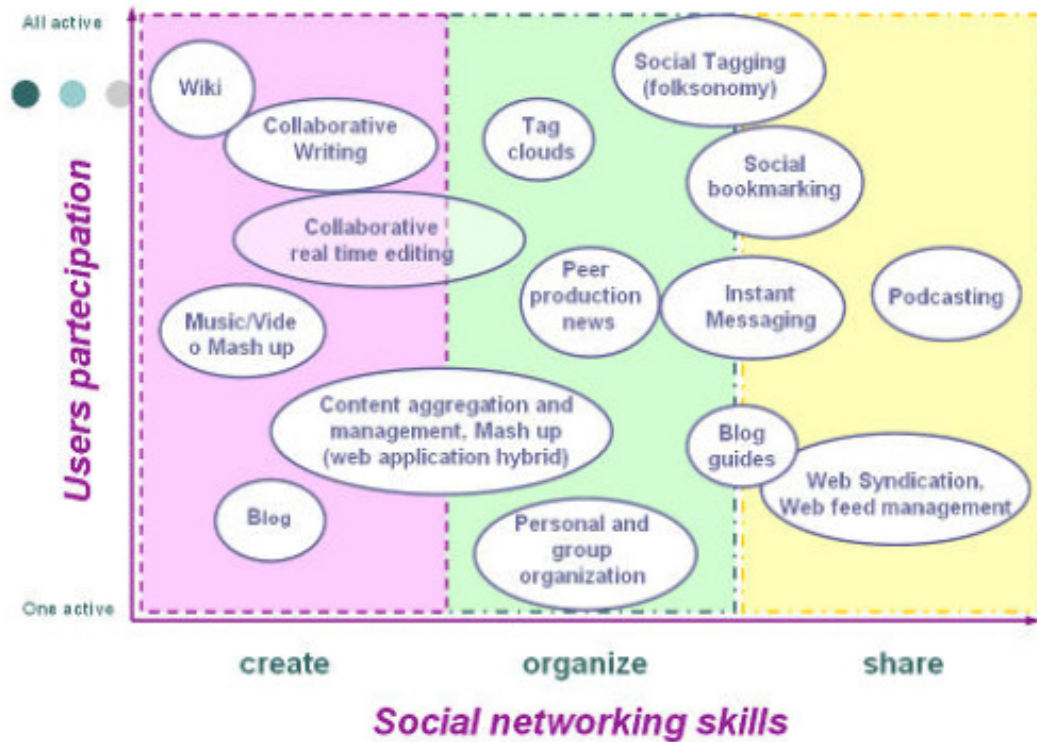 All active
Wiki
Social Tagging
(folksonomy)
Collaborative
Writing
Tag
clouds
Social
bookmarking
Collaborative
real time editing
Peer
production
news
Instant
Messaging
Podcasting
Music/Vide
o Mash up
Content aggregation and
management, Mash up
(web application hybrid)
Blog
guides
Web Syndication,
Web feed management
Blog
Personal and
group
organization
One active
Users partecipation
create
organize
share
Social networking skills